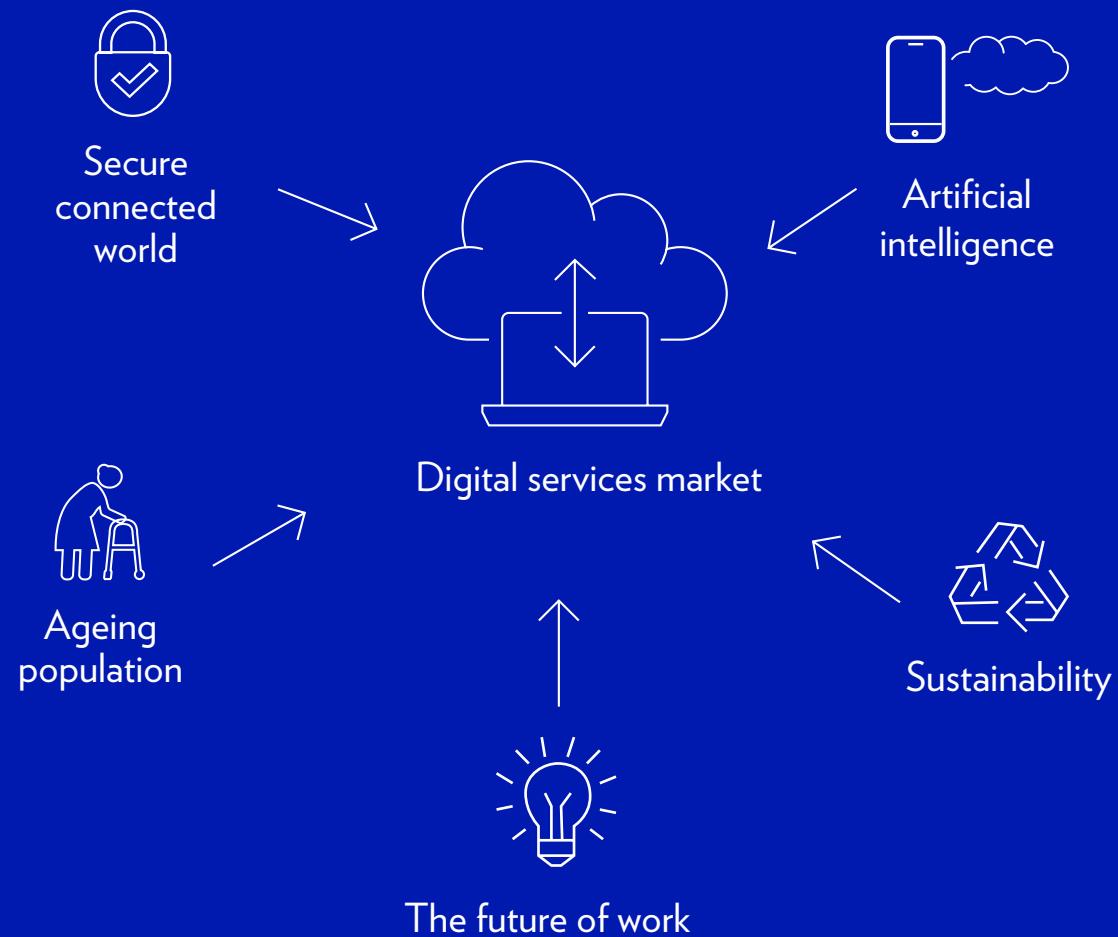 Secure
connected
world
Artificial
intelligence
Digital services market
Ageing
population
Sustainability
The future of work